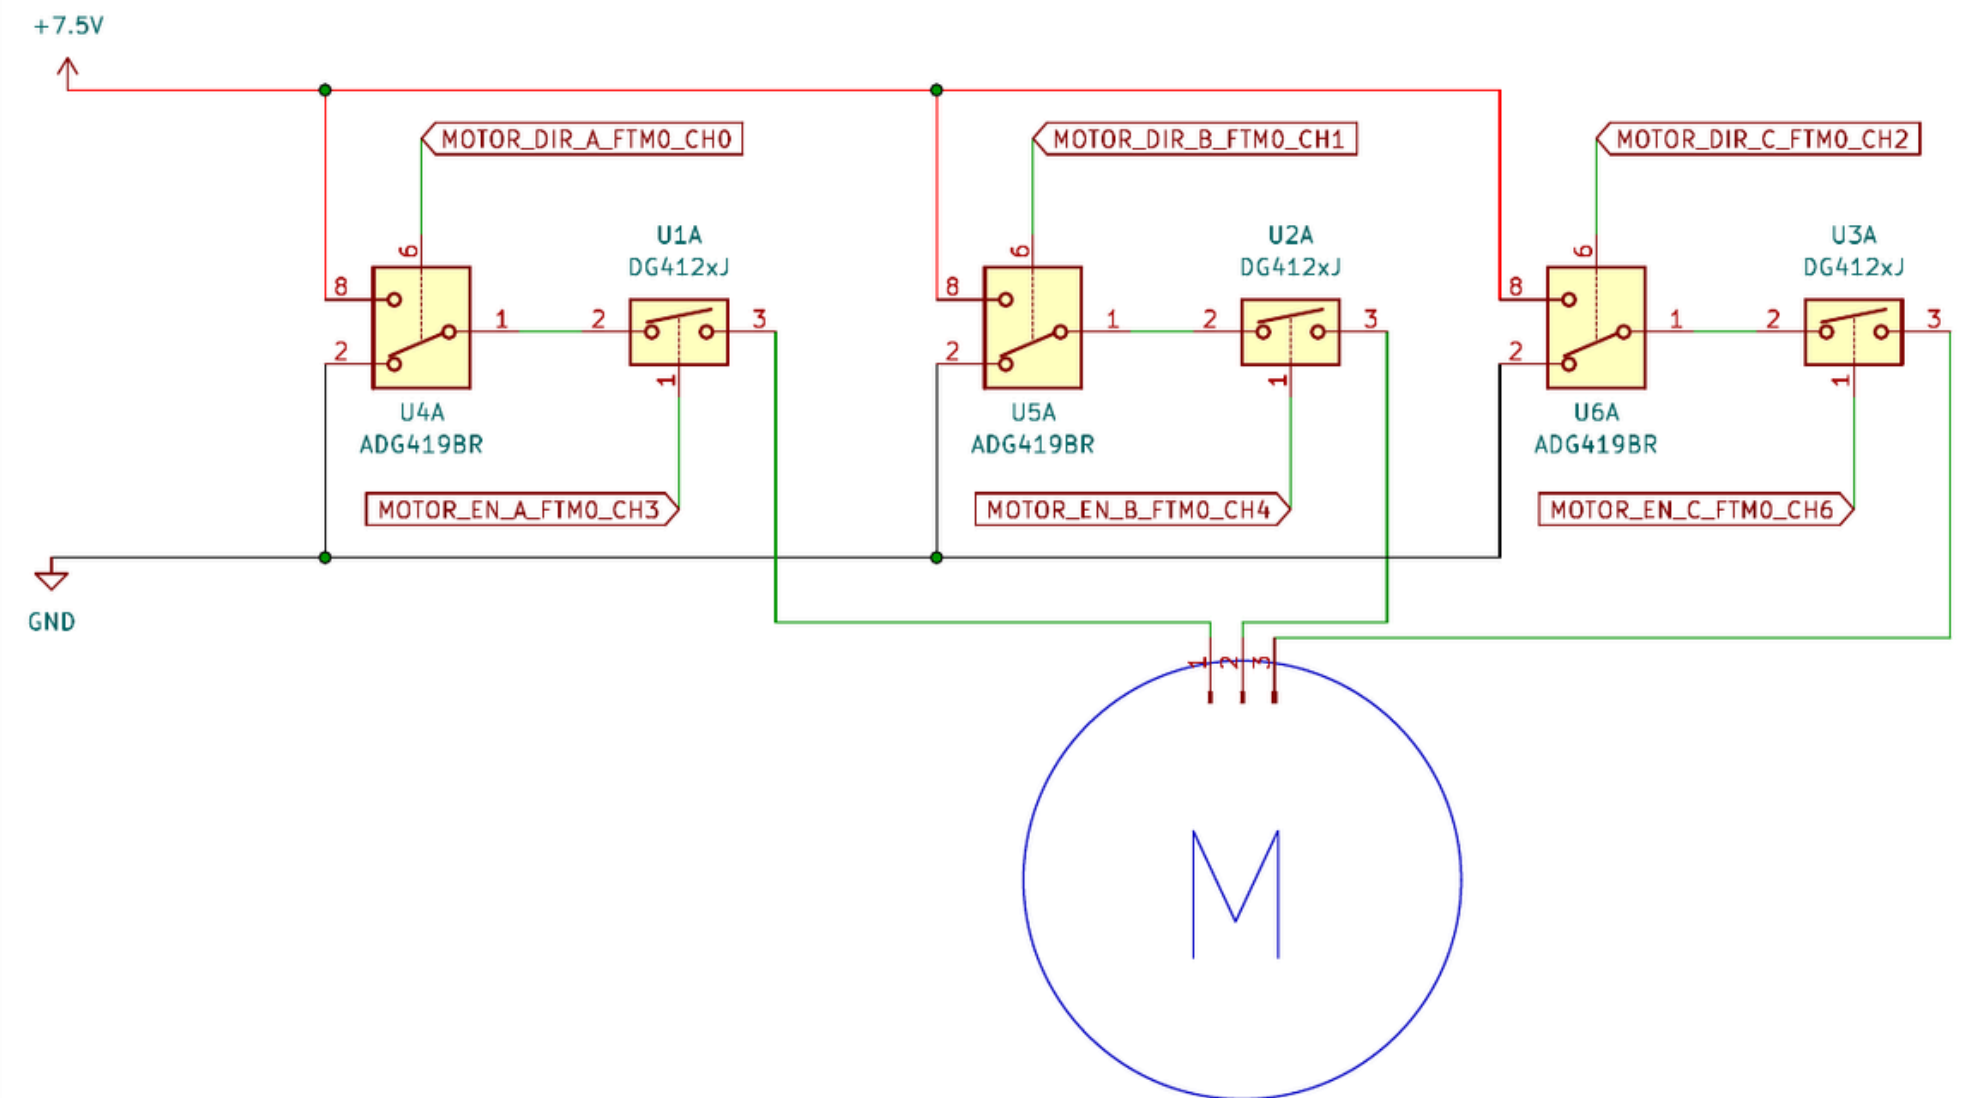 +7.5V
MOTOR_DIR_A_FTM0_CH0
MOTOR_DIR_B_FTM0_CH1
MOTOR_DIR_C_FTM0_CH2
U1A
DG412xJ
U2A
DG412xJ
U3A
DG412xJ
6
6
6
8
8
8
1
2
3
1
2
3
1
2
3
2
2
2
1
1
1
U4A
ADG419BR
U5A
ADG419BR
U6A
ADG419BR
MOTOR_EN_A_FTM0_CH3
MOTOR_EN_B_FTM0_CH4
MOTOR_EN_C_FTM0_CH6
GND
1
2
3
M